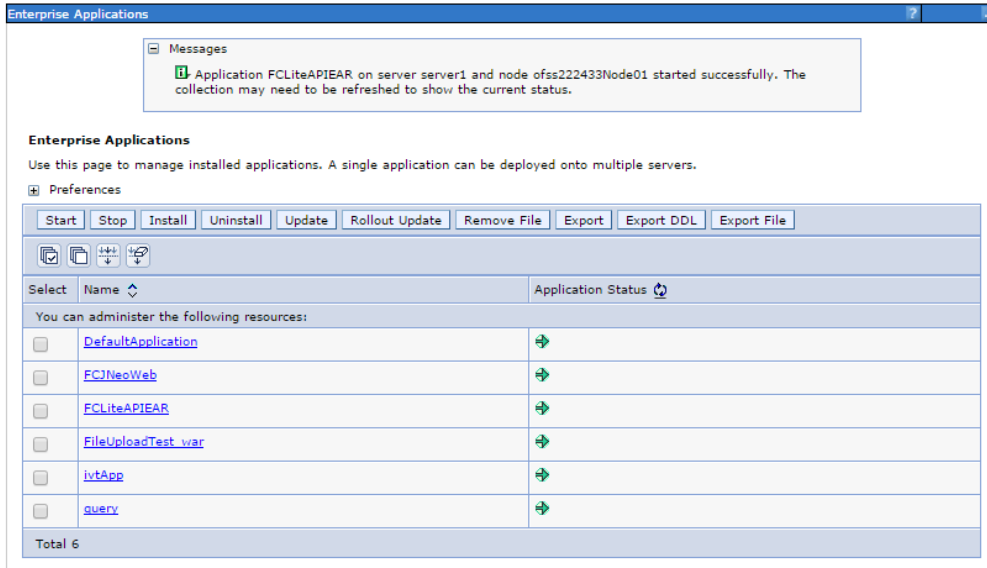 Enterprise Applications ?
Messages
Application FCLiteAPIEAR on server server1 and node ofss222433Node01 started successfully. The
collection may need to be refreshed to show the current status.
Enterprise Applications
Use this page to manage installed applications. A single application can be deployed onto multiple servers.
Preferences
Start Stop Install Uninstall Update Rollout Update Remove File Export Export DDL Export File
Select Name Application Status
You can administer the following resources:
DefaultApplication
FCJNeoWeb
FCLiteAPIEAR
FileUploadTest_war
ivtApp
query
Total 6